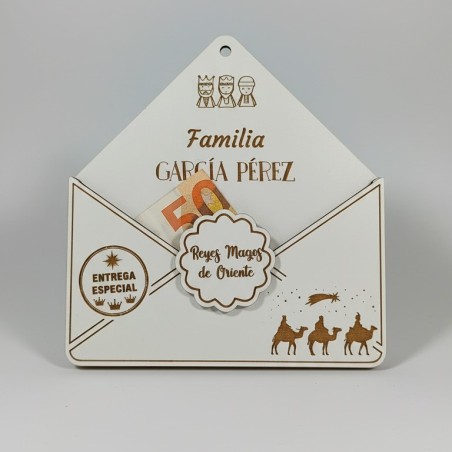 Familia
GARCÍA PÉREZ
50
Reyes Magos
de Oriente
ENTREGA
ESPECIAL